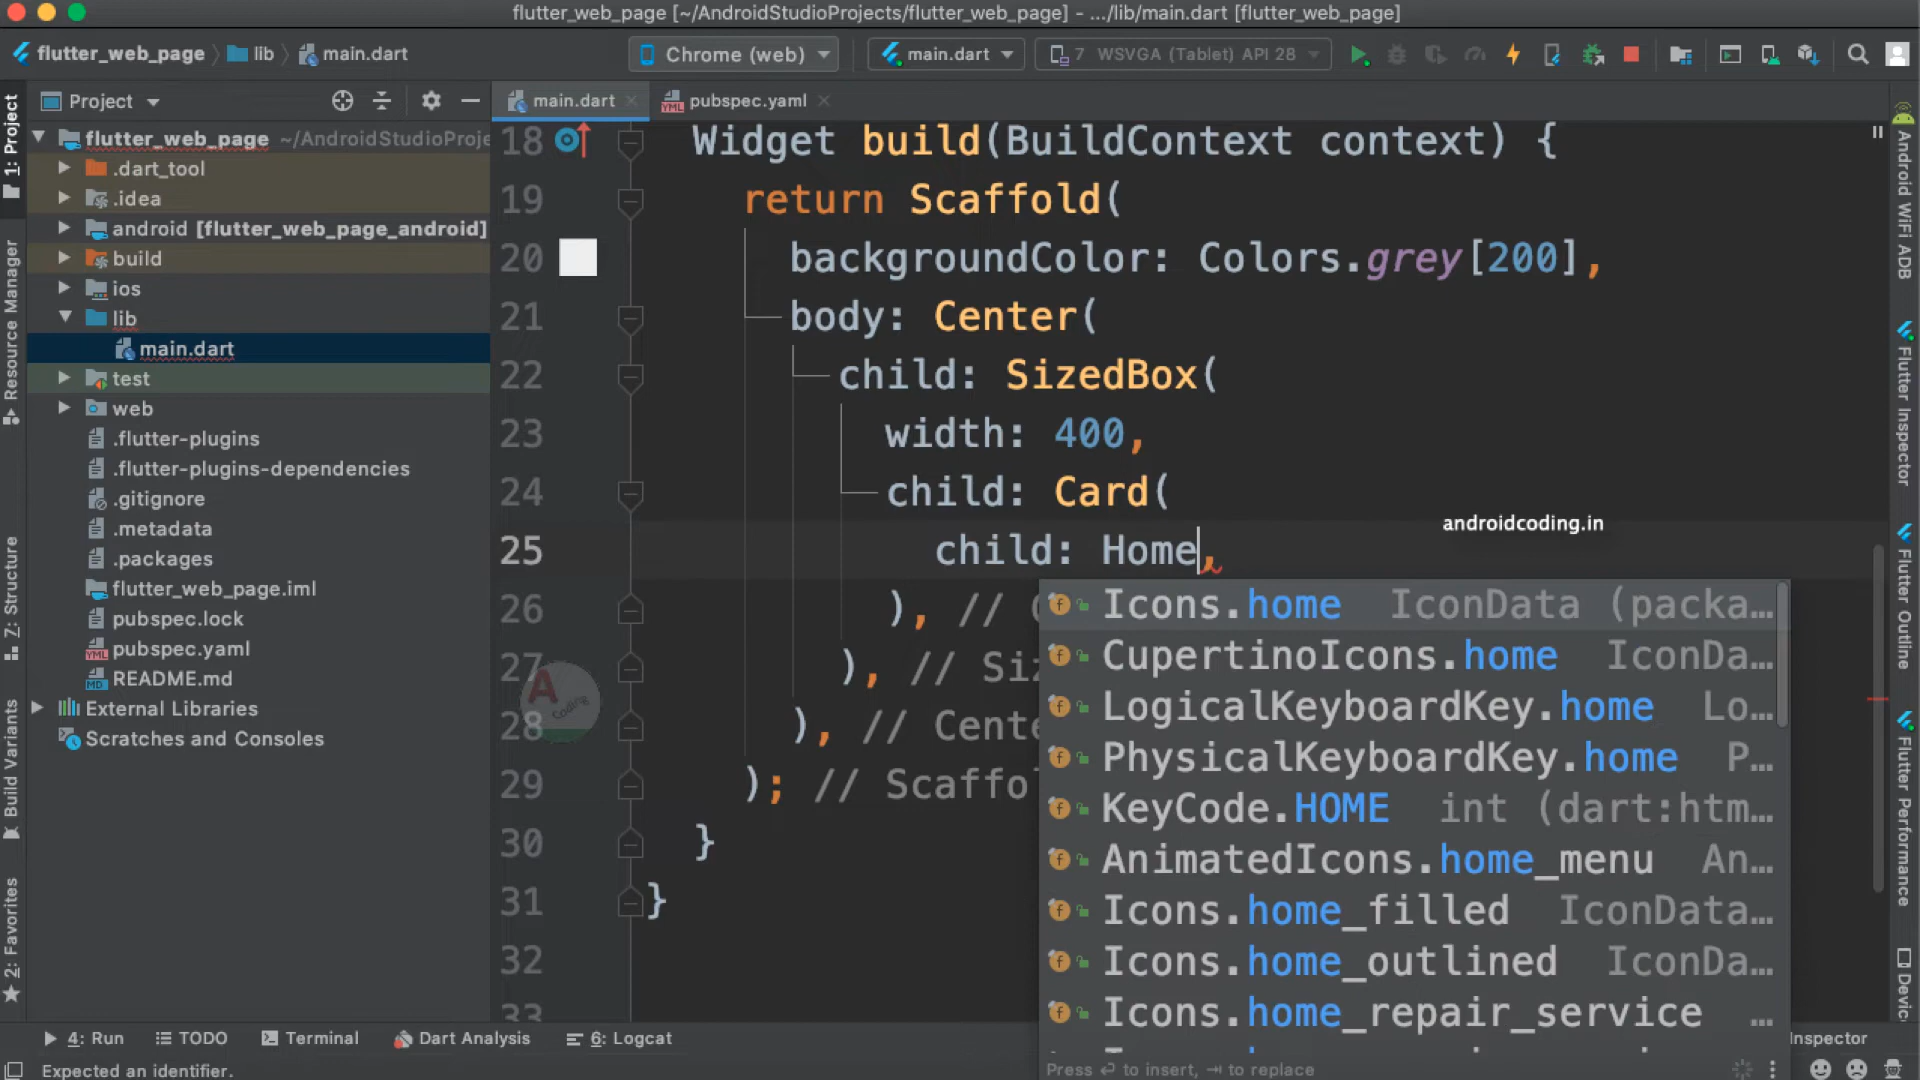 flutter_web_page [~/AndroidStudioProjects/flutter_web_page] - .../lib/main.dart [flutter_web_page]
flutter_web_page lib main.dart Chrome (web) main.dart 7 WSVGA (Tablet) API 28
1: Project
Resource Manager
Z: Structure
Build Variants
2: Favorites
Project
flutter_web_page ~/AndroidStudioProje
.dart_tool
.idea
android [flutter_web_page_android]
build
ios
lib
main.dart
test
web
.flutter-plugins
.flutter-plugins-dependencies
.gitignore
.metadata
.packages
flutter_web_page.iml
pubspec.lock
pubspec.yaml
README.md
External Libraries
Scratches and Consoles
main.dart pubspec.yaml
18 Widget build(BuildContext context) {
19 return Scaffold(
20 backgroundColor: Colors.grey[200],
21 body: Center(
22 child: SizedBox(
23 width: 400,
24 child: Card(
androidcoding.in
25 child: Home,
26 ), //
27 ), // Siz
28 ), // Cente
29 ); // Scaffo
30 }
31 }
32
33
A Coding
Icons.home IconData (packa...
CupertinoIcons.home IconDa...
LogicalKeyboardKey.home Lo...
PhysicalKeyboardKey.home P...
KeyCode.HOME int (dart:htm...
AnimatedIcons.home_menu An...
Icons.home_filled IconData...
Icons.home_outlined IconDa...
Icons.home_repair_service ...
Press ↵ to insert, ⇥ to replace
Android WiFi ADB
Flutter Inspector
Flutter Outline
Flutter Performance
Devic
4: Run TODO Terminal Dart Analysis 6: Logcat Inspector
Expected an identifier.